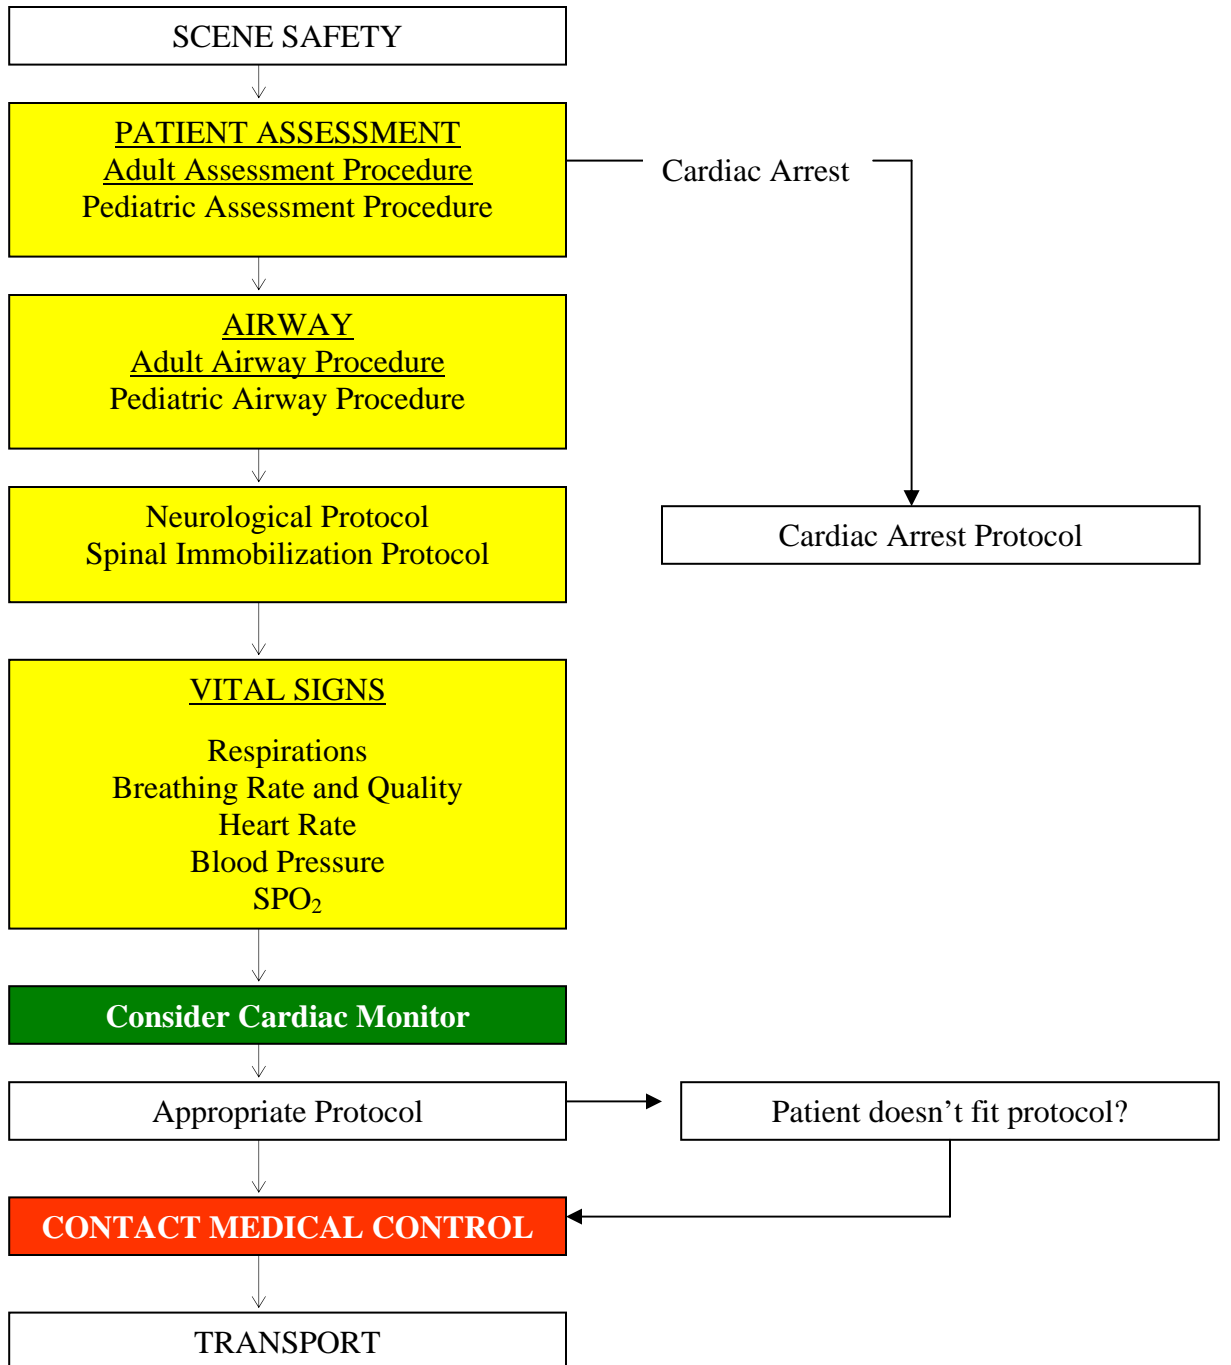 SCENE SAFETY
PATIENT ASSESSMENT
Adult Assessment Procedure
Pediatric Assessment Procedure
Cardiac Arrest
AIRWAY
Adult Airway Procedure
Pediatric Airway Procedure
Neurological Protocol
Spinal Immobilization Protocol
Cardiac Arrest Protocol
VITAL SIGNS
Respirations
Breathing Rate and Quality
Heart Rate
Blood Pressure
SPO₂
Consider Cardiac Monitor
Appropriate Protocol
Patient doesn’t fit protocol?
CONTACT MEDICAL CONTROL
TRANSPORT